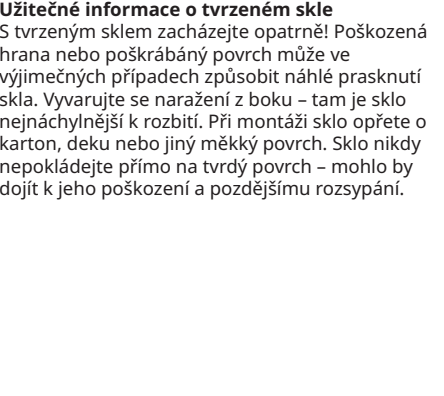 Užitečné informace o tvrzeném skle
S tvrzeným sklem zacházejte opatrně! Poškozená
hrana nebo poškrábáný povrch může ve
výjimečných případech způsobit náhlé prasknutí
skla. Vyvarujte se naražení z boku – tam je sklo
nejnáchylnější k rozbití. Při montáži sklo opřete o
karton, deku nebo jiný měkký povrch. Sklo nikdy
nepokládejte přímo na tvrdý povrch – mohlo by
dojít k jeho poškození a pozdějšímu rozsypání.